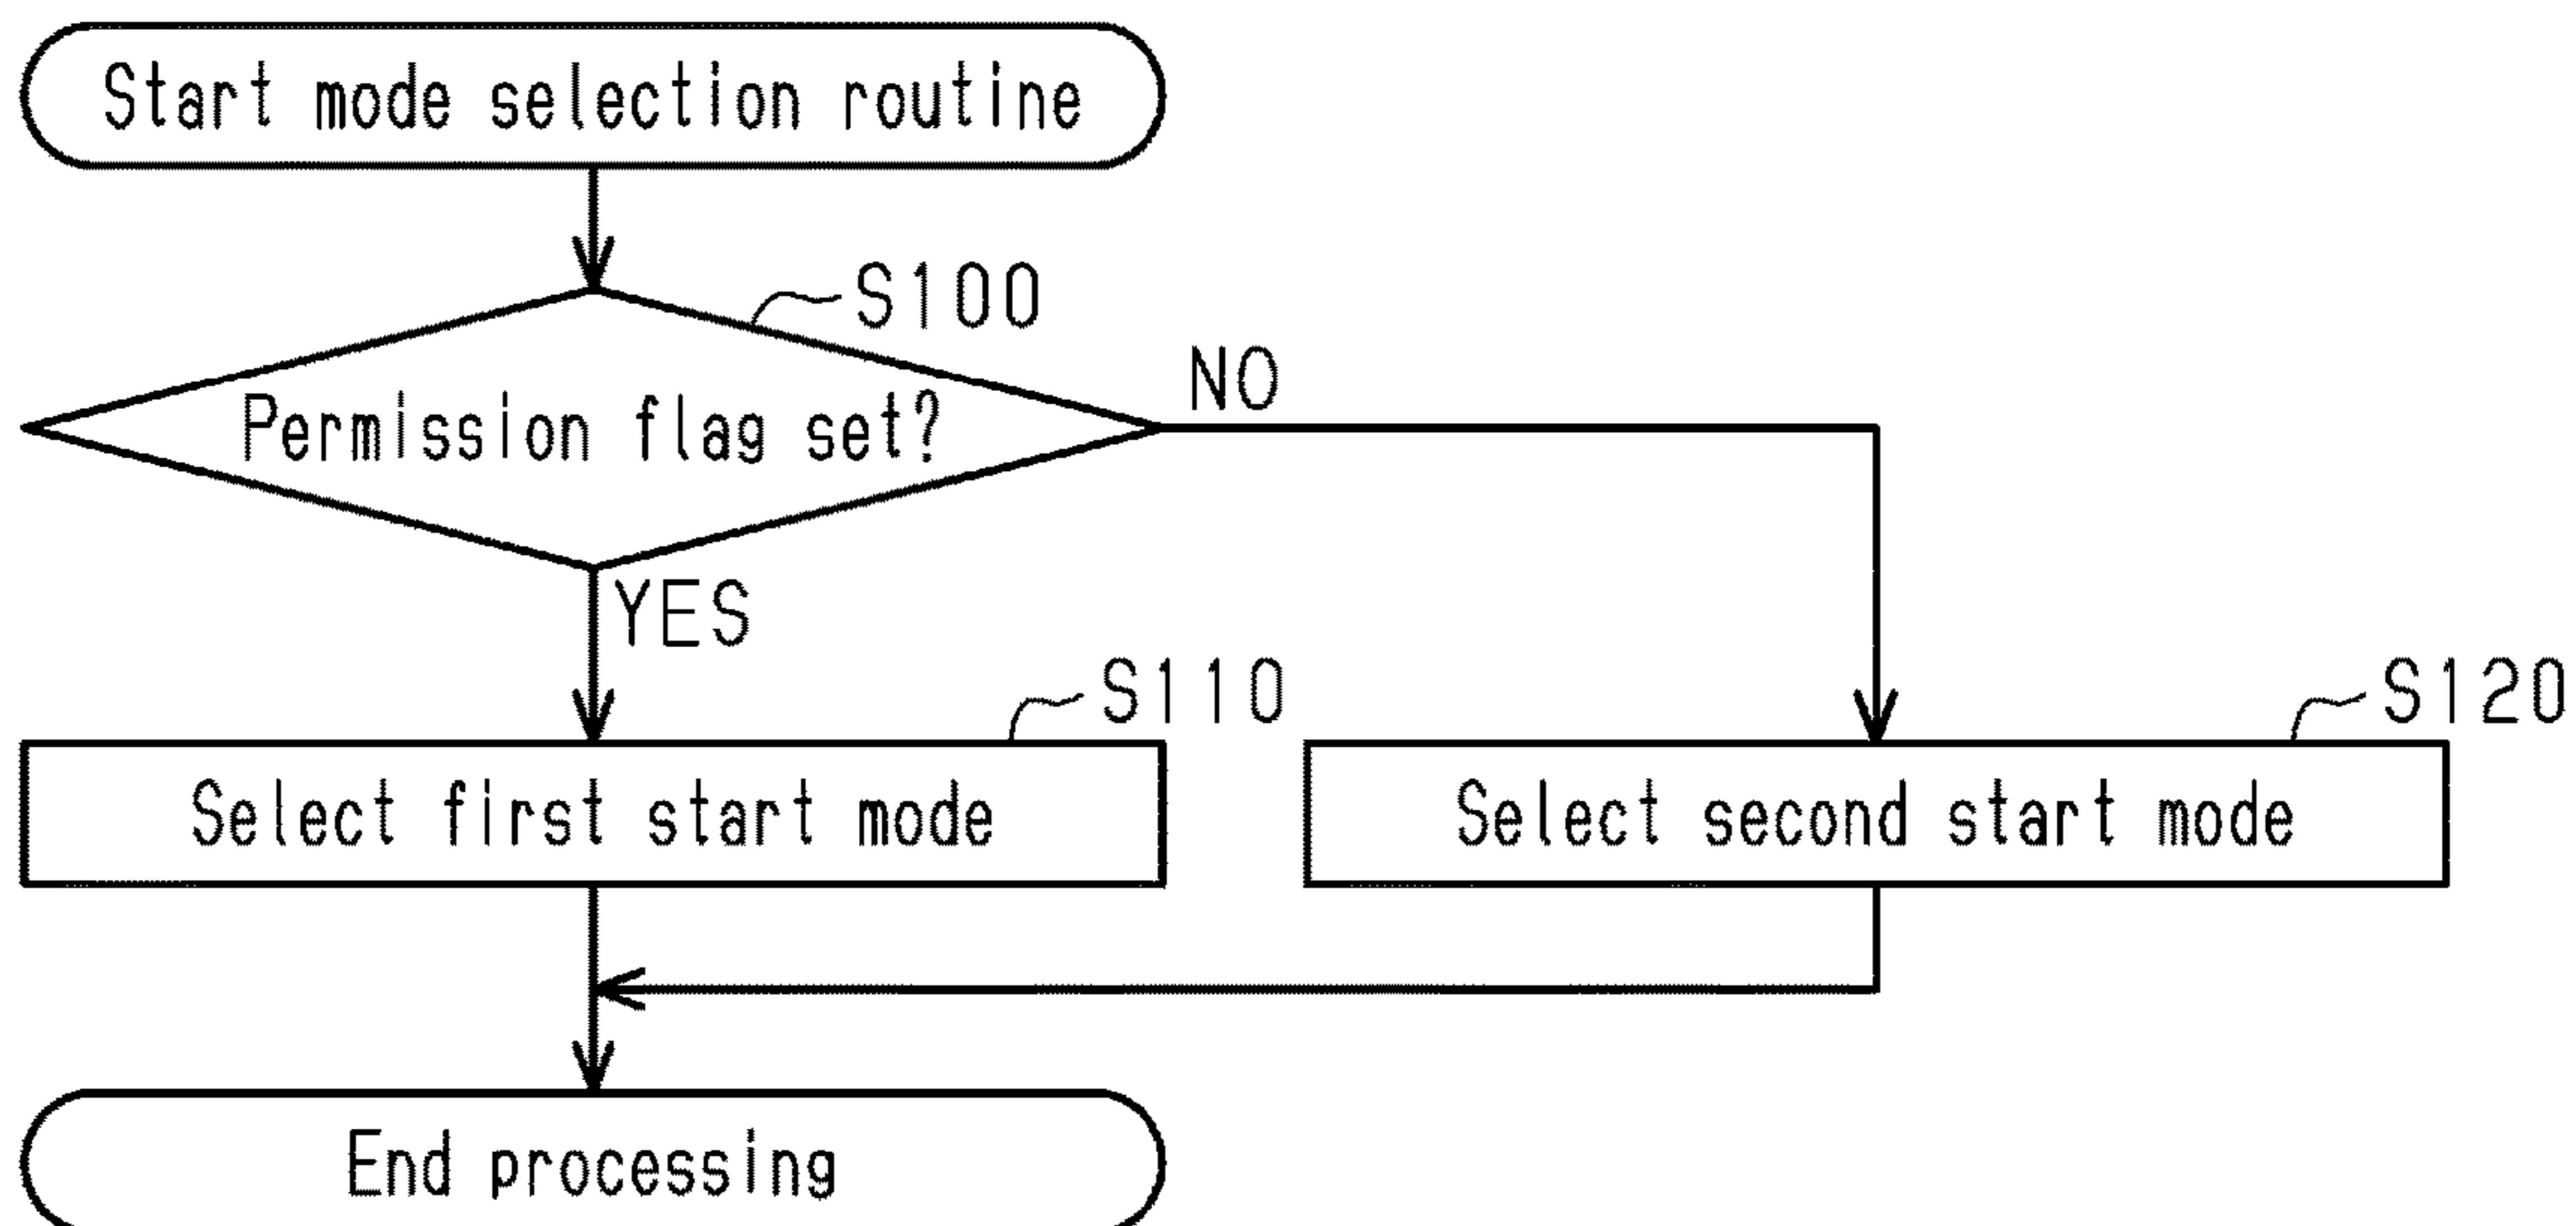 Start mode selection routine
S100
Permission flag set?
NO
YES
S110
S120
Select first start mode
Select second start mode
End processing